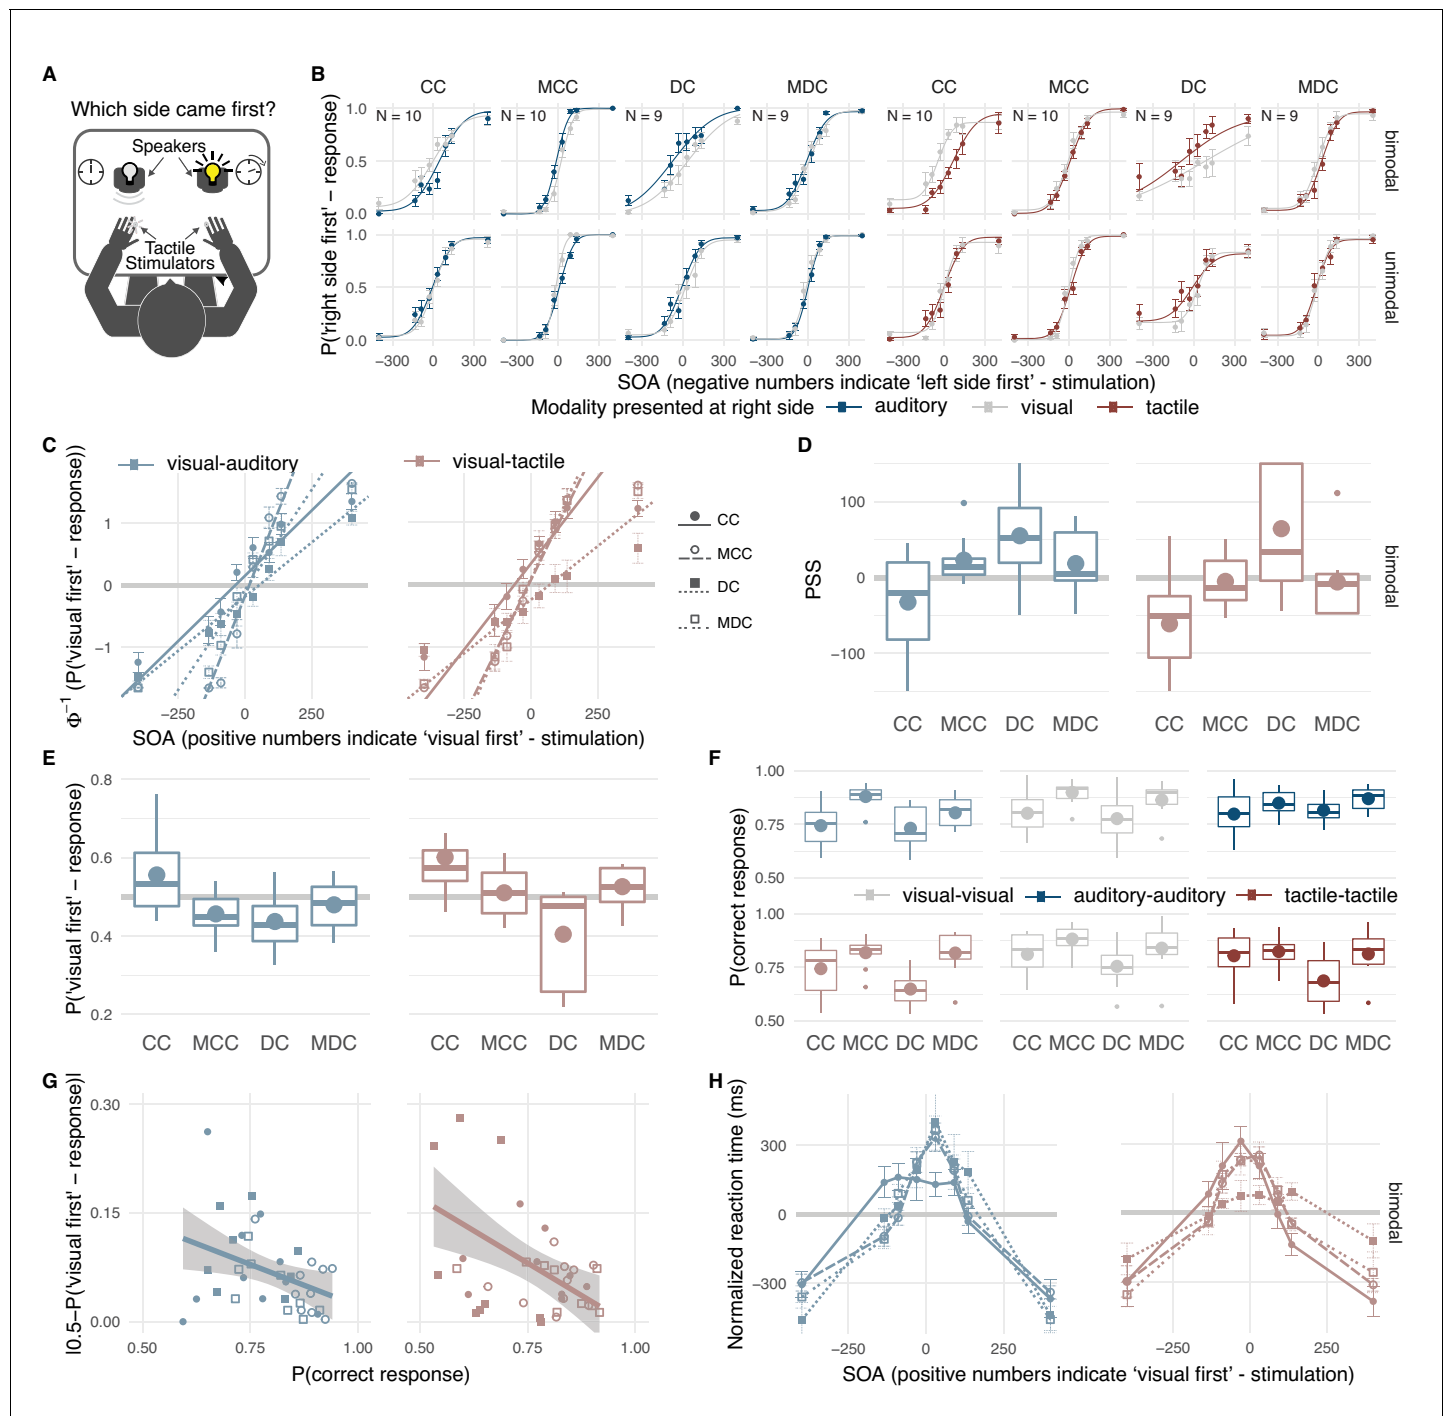 A
Which side came first?
Speakers
Tactile
Stimulators
B
CC MCC DC MDC CC MCC DC MDC
P('right side first' − response)
1.0
0.5
0.0
N = 10 N = 10 N = 9 N = 9 N = 10 N = 10 N = 9 N = 9
bimodal
1.0
0.5
0.0
unimodal
−300 0 300 −300 0 300 −300 0 300 −300 0 300 −300 0 300 −300 0 300 −300 0 300 −300 0 300
SOA (negative numbers indicate ‘left side first’ - stimulation)
Modality presented at right side auditory visual tactile
C
visual-auditory visual-tactile
Φ−1 (P('visual first' − response))
1
0
−1
−250 0 250 −250 0 250
SOA (positive numbers indicate ‘visual first’ - stimulation)
CC
MCC
DC
MDC
D
PSS
100
0
−100
CC MCC DC MDC CC MCC DC MDC
bimodal
E
P('visual first' − response)
0.8
0.6
0.4
0.2
CC MCC DC MDC CC MCC DC MDC
F
P(correct response)
1.00
0.75
0.50
visual-visual auditory-auditory tactile-tactile
1.00
0.75
0.50
CC MCC DC MDC CC MCC DC MDC CC MCC DC MDC
G
|0.5−P('visual first' − response)|
0.30
0.15
0.00
0.50 0.75 1.00 0.50 0.75 1.00
P(correct response)
H
Normalized reaction time (ms)
300
0
−300
−250 0 250 −250 0 250
SOA (positive numbers indicate ‘visual first’ - stimulation)
bimodal